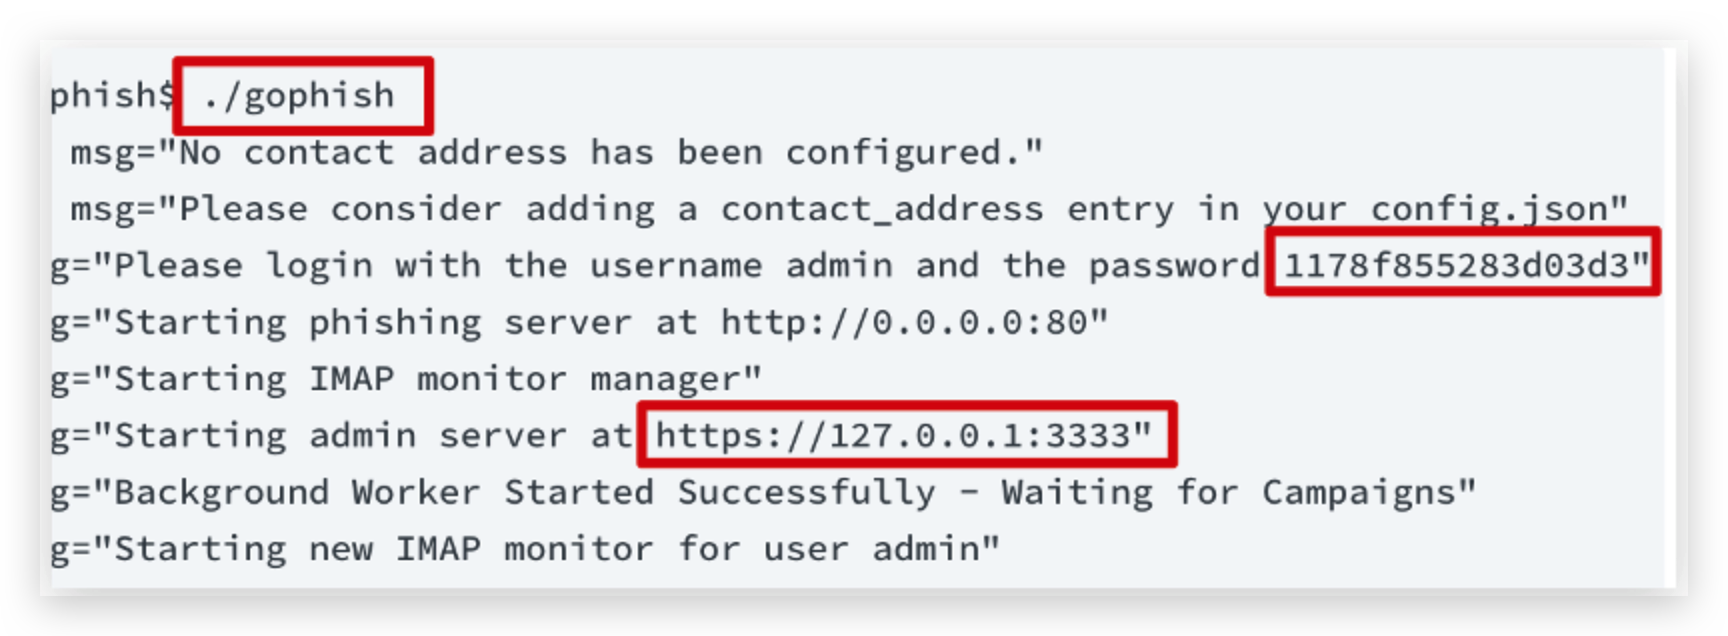 phish$ ./gophish
msg="No contact address has been configured."
msg="Please consider adding a contact_address entry in your config.json"
g="Please login with the username admin and the password 1178f855283d03d3"
g="Starting phishing server at http://0.0.0.0:80"
g="Starting IMAP monitor manager"
g="Starting admin server at https://127.0.0.1:3333"
g="Background Worker Started Successfully - Waiting for Campaigns"
g="Starting new IMAP monitor for user admin"